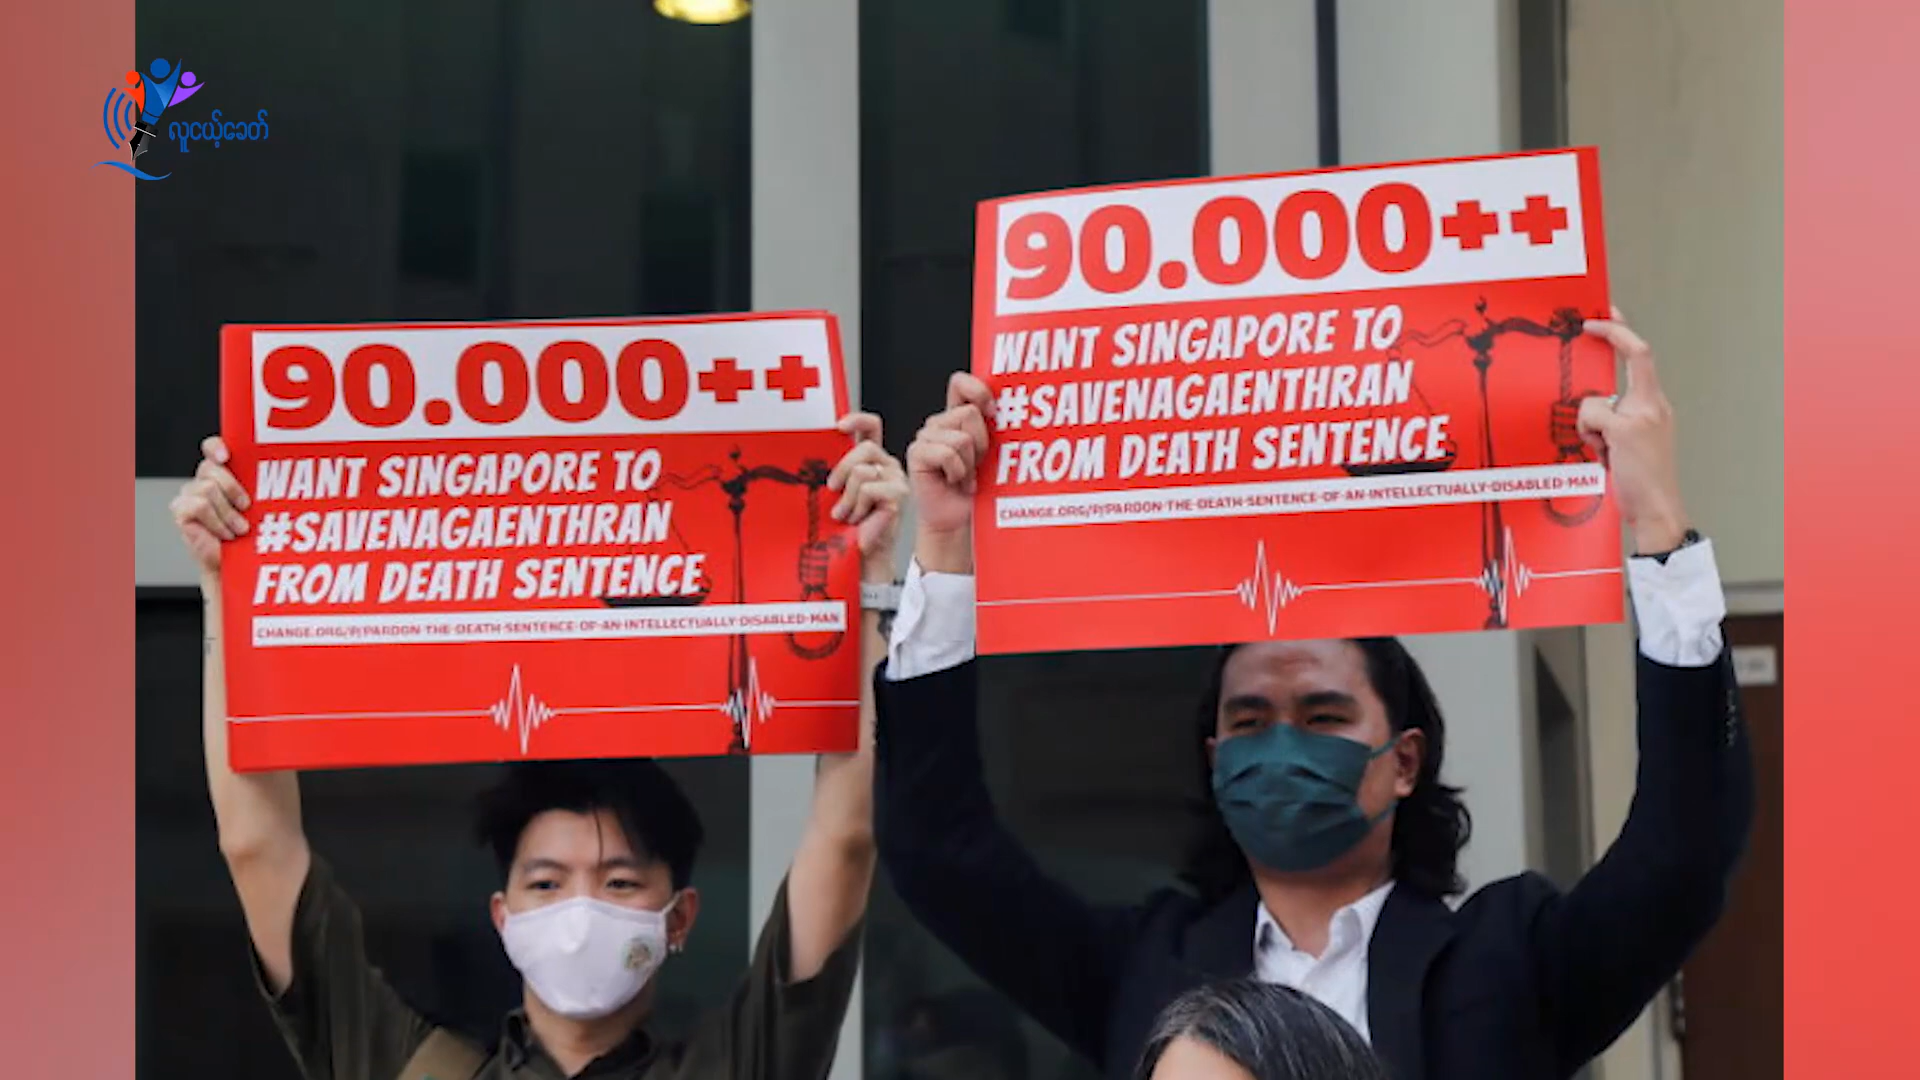 လူငယ့်ခေတ်
90.000++
WANT SINGAPORE TO
#SAVENAGAENTHRAN
FROM DEATH SENTENCE
CHANGE.ORG/P/PARDON-THE-DEATH-SENTENCE-OF-AN-INTELLECTUALLY-DISABLED-MAN
90.000++
WANT SINGAPORE TO
#SAVENAGAENTHRAN
FROM DEATH SENTENCE
CHANGE.ORG/P/PARDON-THE-DEATH-SENTENCE-OF-AN-INTELLECTUALLY-DISABLED-MAN